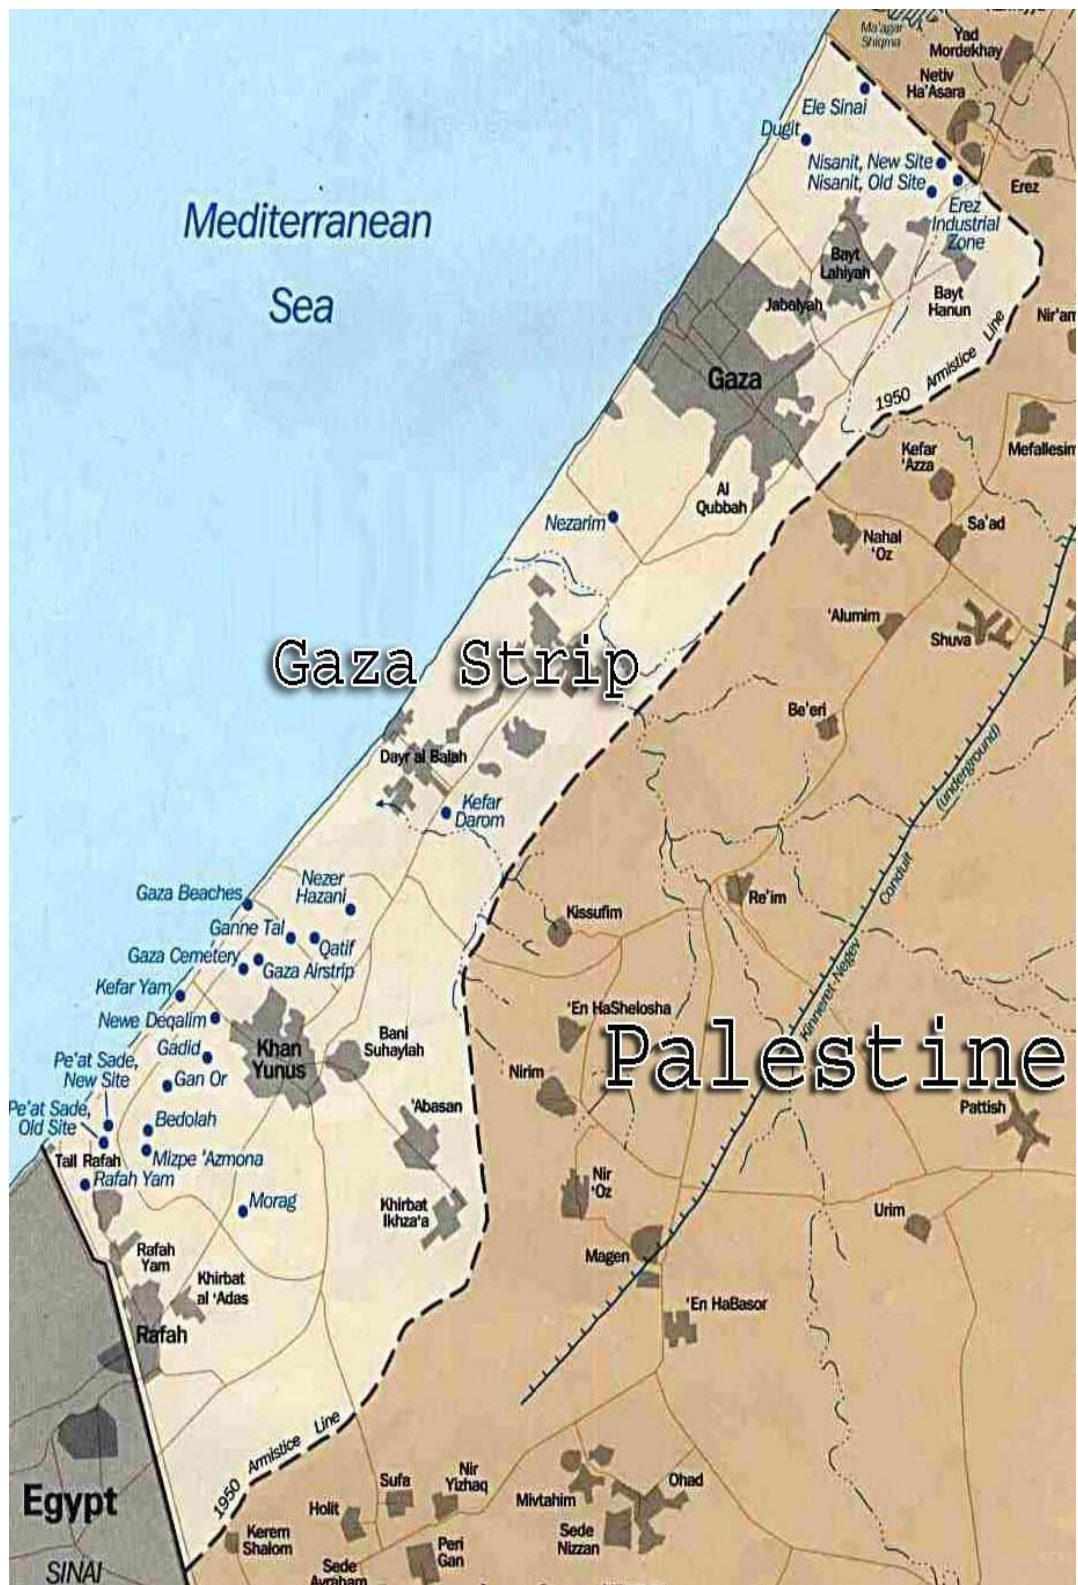 Ma'agar
Shiqma
Yad
Mordekhay
Netiv
Ha'Asara
Ele Sinai
Dugit
Nisanit, New Site
Nisanit, Old Site
Erez
Erez
Industrial
Zone
Mediterranean
Sea
Bayt
Lahiyah
Jabalyah
Bayt
Hanun
Nir'am
1950 Armistice Line
Gaza
Kefar
'Azza
Mefallesim
Al
Qubbah
Nezarim
Nahal
'Oz
Sa'ad
'Alumim
Shuva
Gaza Strip
Be'eri
Dayr al Balah
(underground)
Kefar
Darom
Conduit
Nezer
Hazani
Gaza Beaches
Re'im
Kissufim
Ganne Tal
Qatif
Gaza Cemetery
Gaza Airstrip
Kefar Yam
Kinneret-Negev
'En HaShelosha
Newe Deqalim
Bani
Suhaylah
Gadid
Khan
Yunus
Palestine
Pe'at Sade,
New Site
Gan Or
Nirim
Pe'at Sade,
Old Site
'Abasan
Pattish
Bedolah
Tall Rafah
Mizpe 'Azmona
Rafah Yam
Nir
'Oz
Morag
Khirbat
Ikhza'a
Urim
Rafah
Yam
Magen
Khirbat
al 'Adas
'En HaBasor
Rafah
1950 Armistice Line
Egypt
SINAI
Sufa
Nir
Yizhaq
Ohad
Holit
Mivtahim
Kerem
Shalom
Peri
Gan
Sede
Nizzan
Sede
Avraham